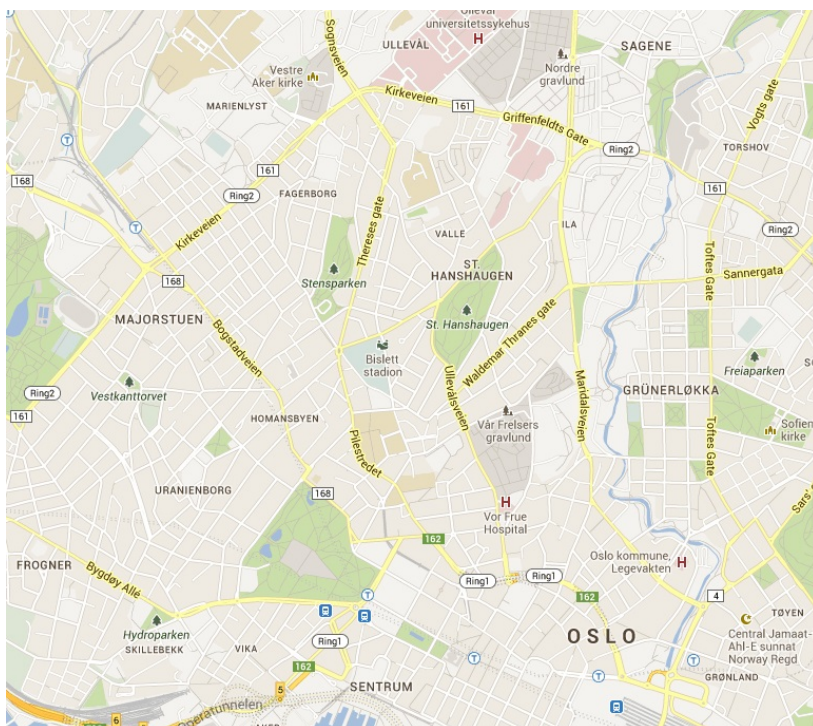 Ullevål
universitetssykehus
H
ULLEVÅL
SAGENE
Sognsveien
Vestre
Aker kirke
Nordre
gravlund
Kirkeveien
161
MARIENLYST
Griffenfeldts Gate
Vogts gate
T
Ring2
TORSHOV
161
168
Ring2
FAGERBORG
161
Thereses gate
Kirkeveien
T
VALLE
ILA
Ring2
ST.
HANSHAUGEN
Toftes Gate
Sannergata
168
Stensparken
St. Hanshaugen
Waldemar Thranes gate
MAJORSTUEN
Bogstadveien
Bislett
stadion
Freiaparken
Vestkanttorvet
Ring2
Ullevålsveien
Maridalsveien
GRÜNERLØKKA
161
HOMANSBYEN
Vår Frelsers
gravlund
Sofien
kirke
Pilestredet
Toftes Gate
URANIENBORG
168
H
Sars'
Vor Frue
Hospital
162
Oslo kommune,
Legevakten
H
FROGNER
Bygdøy Allé
Ring1
Ring1
T
162
4
TØYEN
Hydroparken
SKILLEBEKK
Ring1
OSLO
Central Jamaat-
Ahl-E sunnat
Norway Regd
VIKA
162
T
T
T
GRØNLAND
5
SENTRUM
6
Operatunnelen